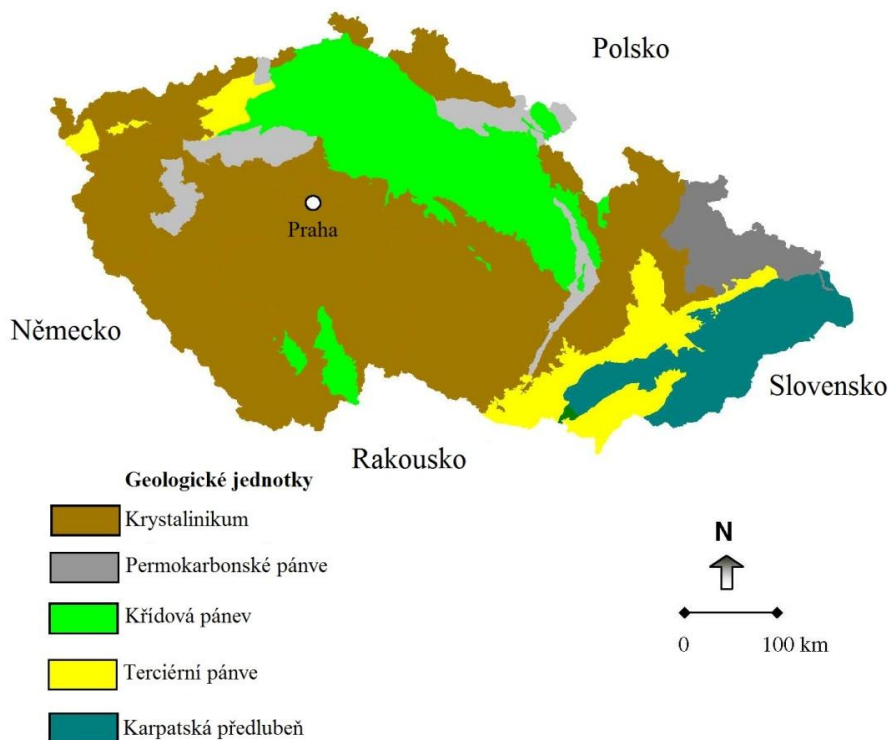 Polsko
Praha
Německo
Slovensko
Rakousko
Geologické jednotky
Krystalinikum
Permokarbonské pánve
Křídová pánev
Terciérní pánve
Karpatská předlubeň
N
0 100 km